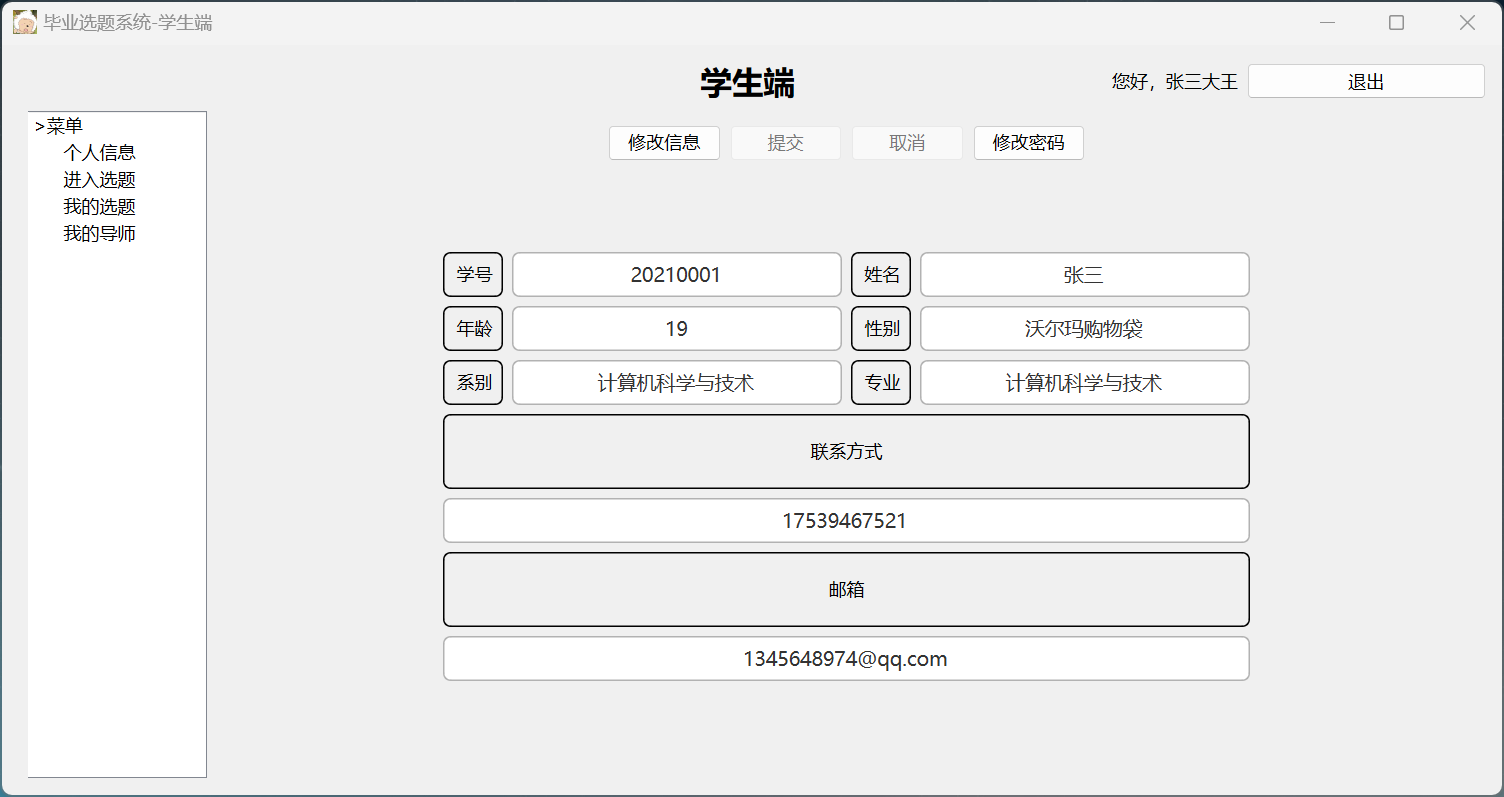 毕业选题系统-学生端
学生端
您好，张三大王 退出
>菜单
个人信息
进入选题
我的选题
我的导师
修改信息 提交 取消 修改密码
学号 20210001 姓名 张三
年龄 19 性别 沃尔玛购物袋
系别 计算机科学与技术 专业 计算机科学与技术
联系方式
17539467521
邮箱
1345648974@qq.com